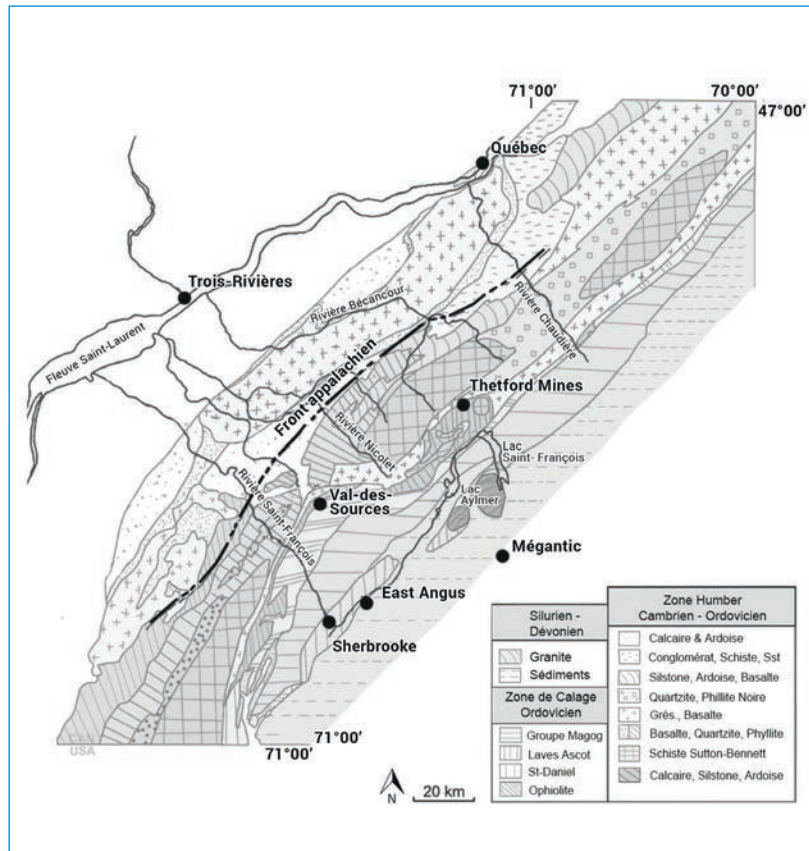 71°00’
70°00’
47°00’
Québec
Trois-Rivières
Rivière Bécancour
Rivière Chaudière
Fleuve Saint-Laurent
Front appalachien
Thetford Mines
Rivière Nicolet
Lac
Saint- François
Lac
Aylmer
Rivière Saint-François
Val-des-
Sources
Mégantic
East Angus
Sherbrooke
USA
71°00’
71°00’
N
20 km
Silurien -
Dévonien
Granite
Sédiments
Zone de Calage
Ordovicien
Groupe Magog
Laves Ascot
St-Daniel
Ophiolite
Zone Humber
Cambrien - Ordovicien
Calcaire & Ardoise
Conglomérat, Schiste, Sst
Silstone, Ardoise, Basalte
Quartzite, Phillite Noire
Grés., Basalte
Basalte, Quartzite, Phyllite
Schiste Sutton-Bennett
Calcaire, Silstone, Ardoise